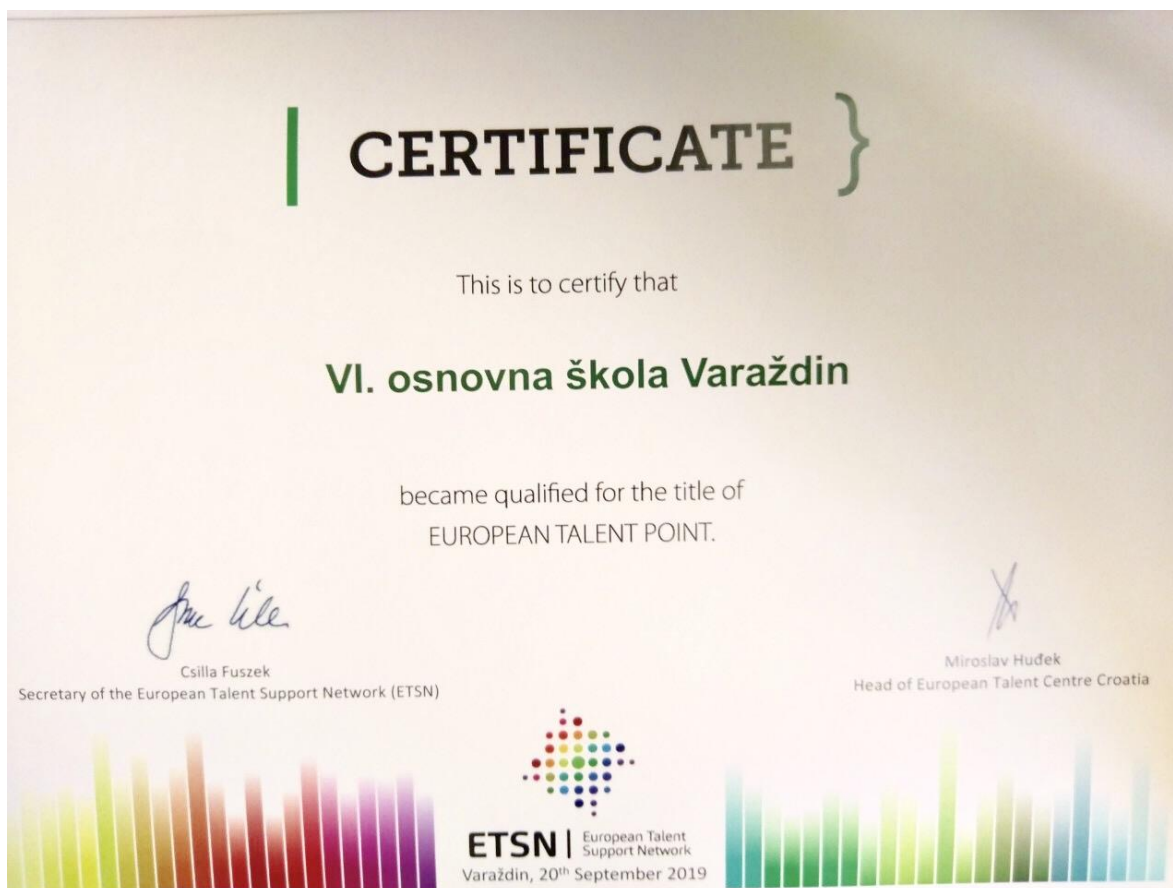 | CERTIFICATE }
This is to certify that
VI. osnovna škola Varaždin
became qualified for the title of
EUROPEAN TALENT POINT.
Csilla Fuszek
Secretary of the European Talent Support Network (ETSN)
Miroslav Huđek
Head of European Talent Centre Croatia
ETSN | European Talent
Support Network
Varaždin, 20th September 2019